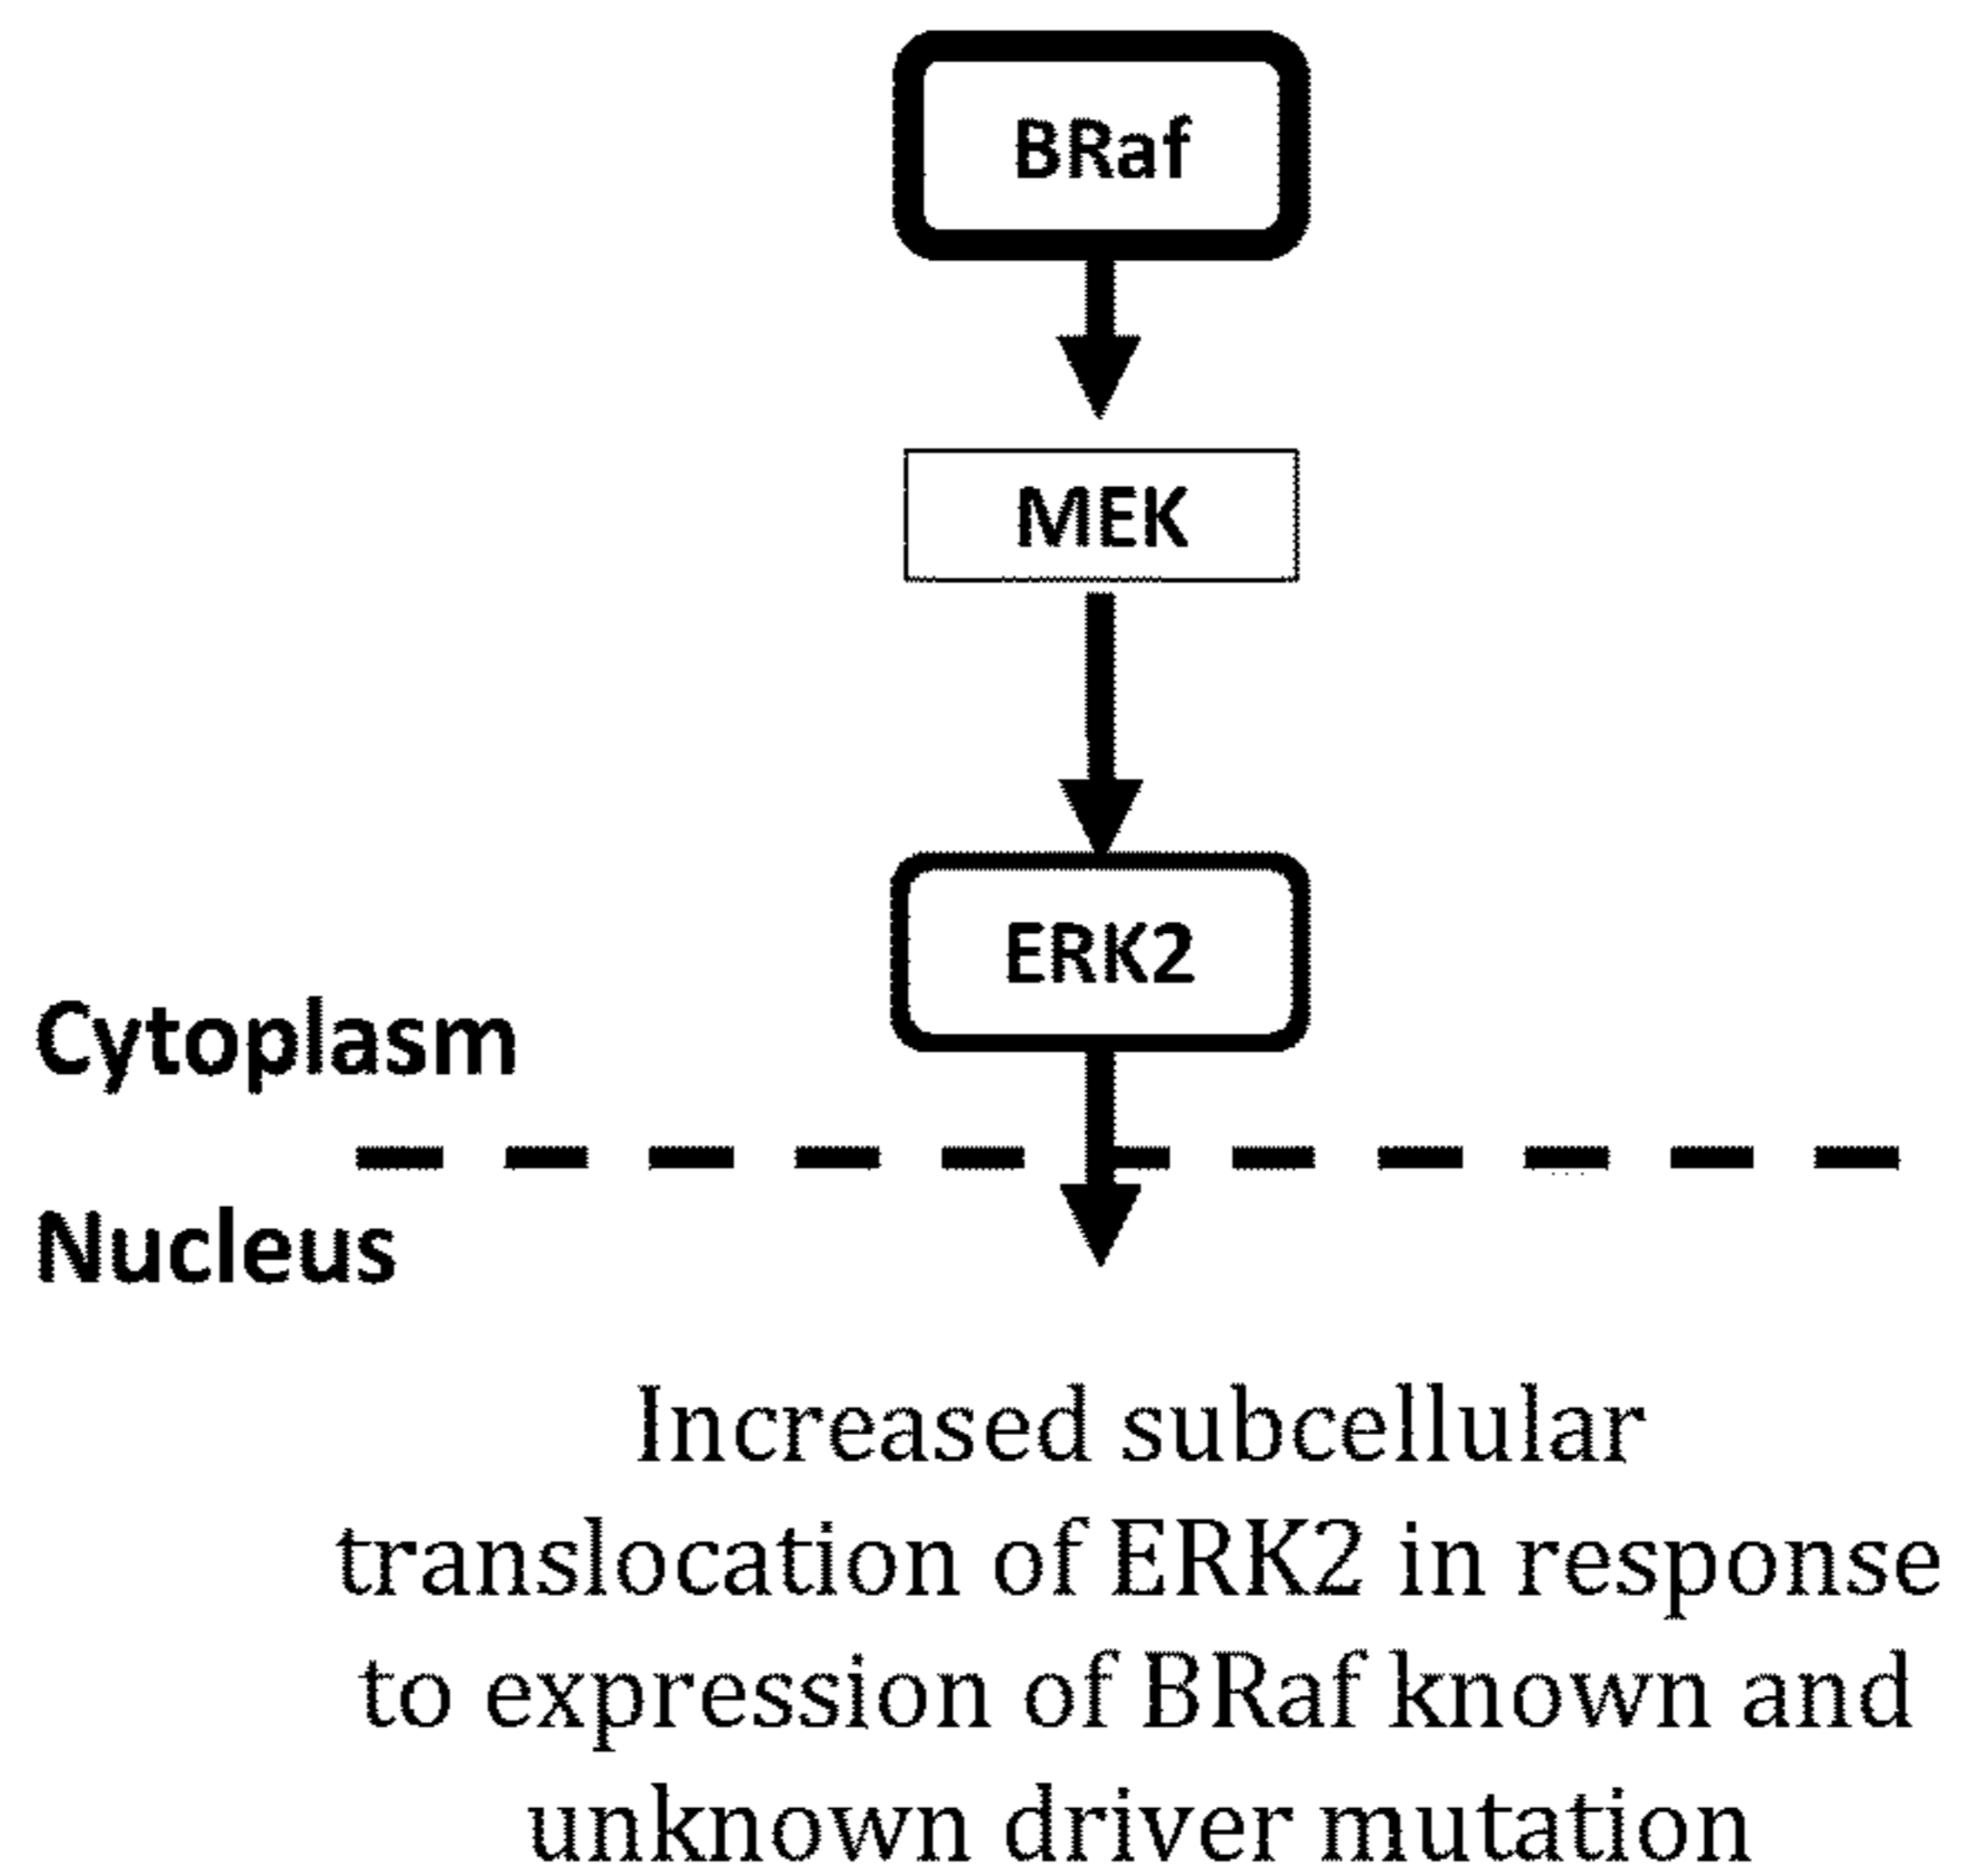 BRaf
MEK
ERK2
Cytoplasm
Nucleus
Increased subcellular
translocation of ERK2 in response
to expression of BRaf known and
unknown driver mutation